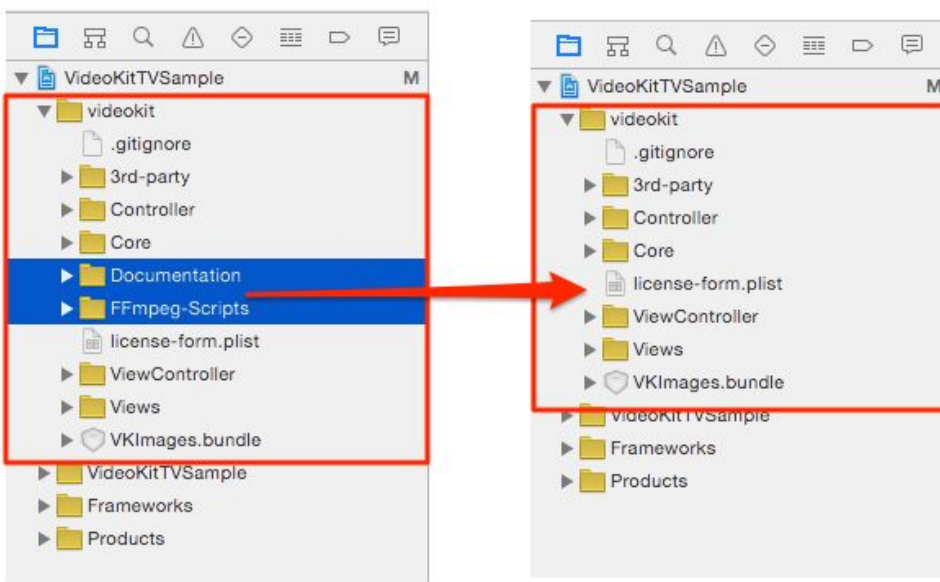 VideoKitTVSample M
videokit
.gitignore
3rd-party
Controller
Core
Documentation
FFmpeg-Scripts
license-form.plist
ViewController
Views
VKImages.bundle
VideoKitTVSample
Frameworks
Products
VideoKitTVSample M
videokit
.gitignore
3rd-party
Controller
Core
license-form.plist
ViewController
Views
VKImages.bundle
VideoKitTVSample
Frameworks
Products